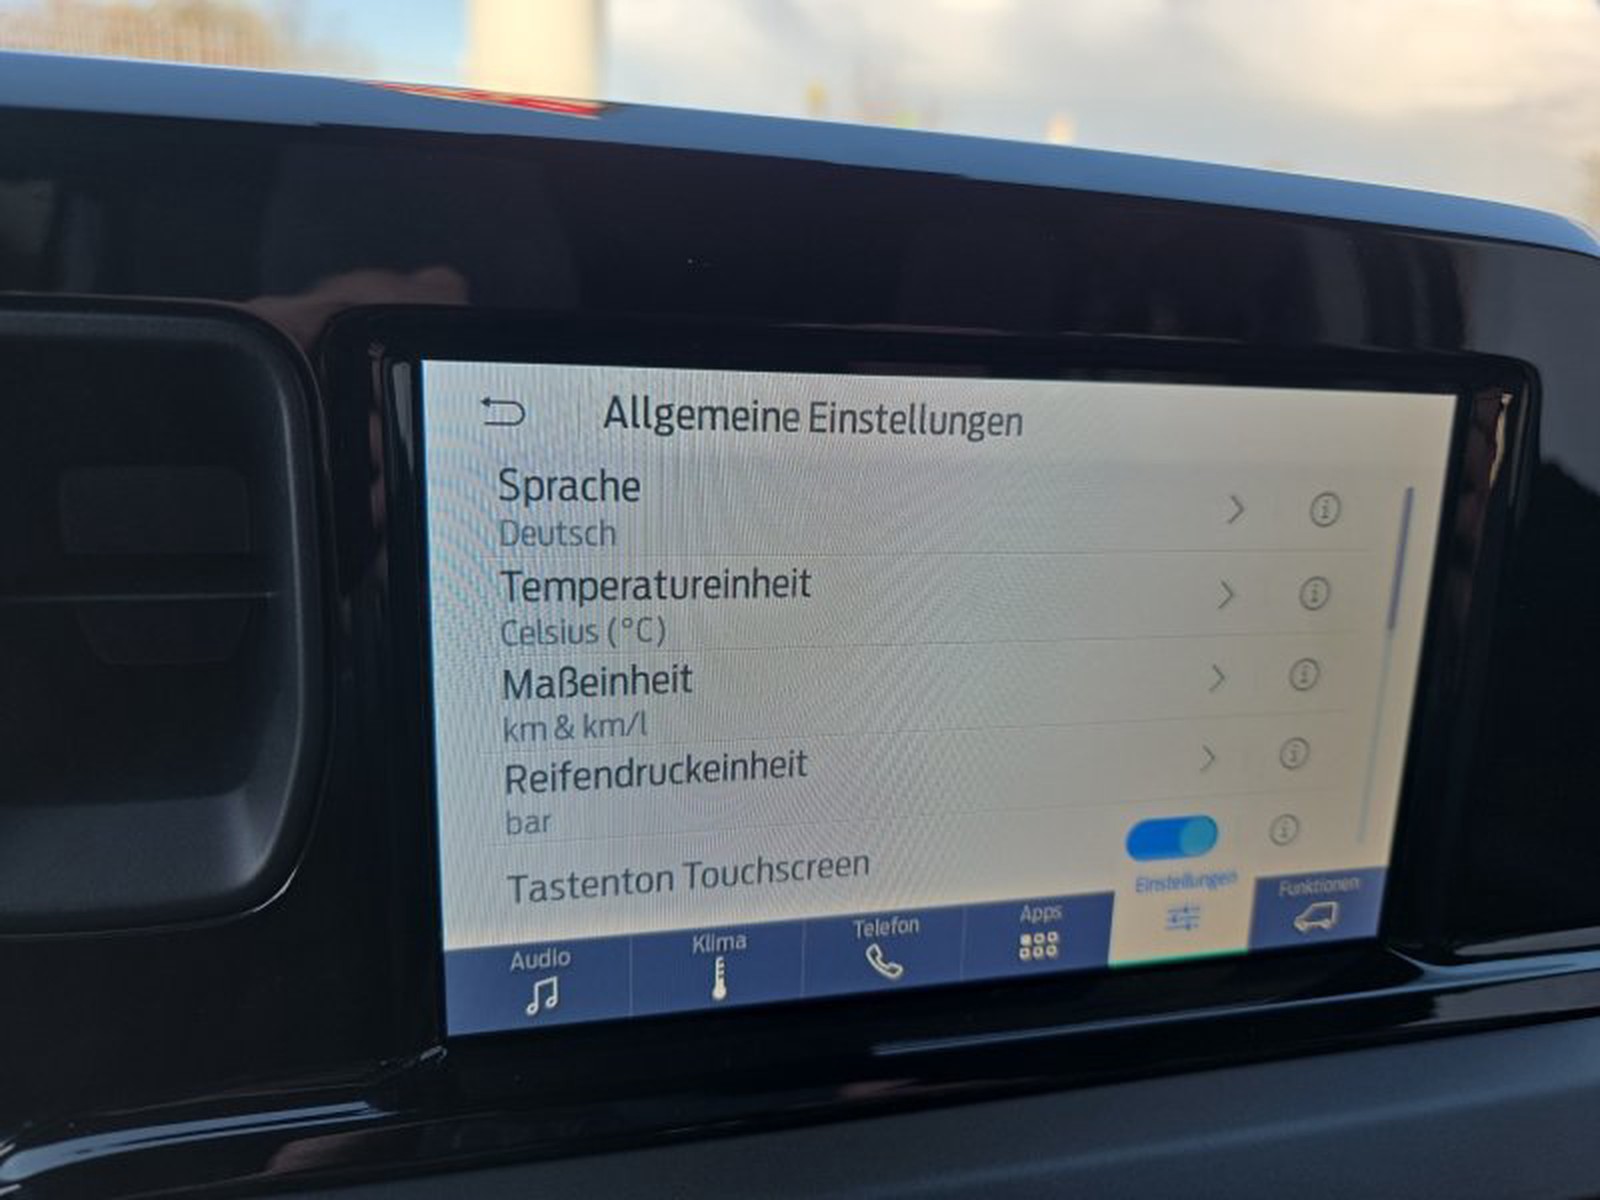 Allgemeine Einstellungen
Sprache
Deutsch
Temperatureinheit
Celsius (°C)
Maßeinheit
km & km/l
Reifendruckeinheit
bar
Tastenton Touchscreen
Audio
Klima
Telefon
Apps
Einstellungen
Funktionen